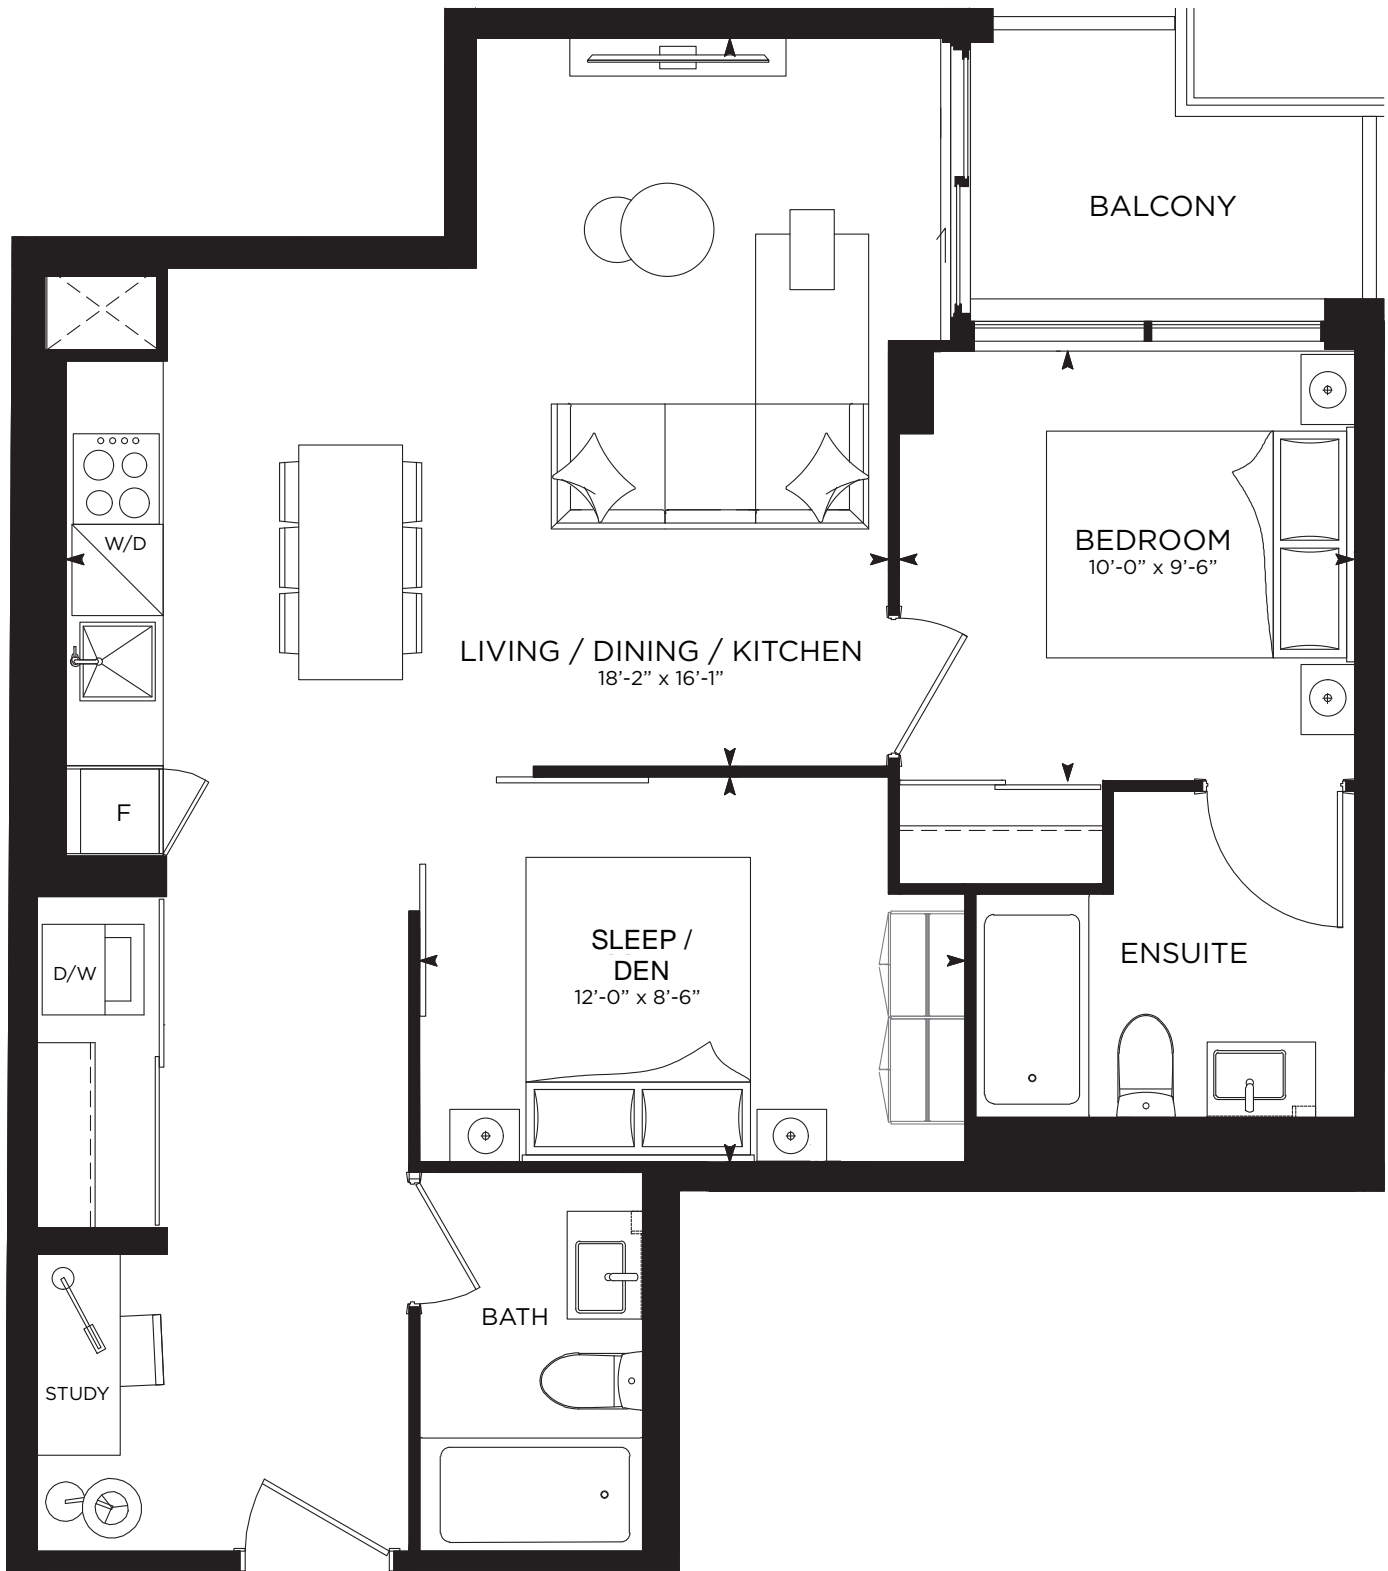 BALCONY
W/D
BEDROOM
10’-0” x 9’-6”
LIVING / DINING / KITCHEN
18’-2” x 16’-1”
F
SLEEP /
DEN
12’-0” x 8’-6”
D/W
ENSUITE
BATH
STUDY